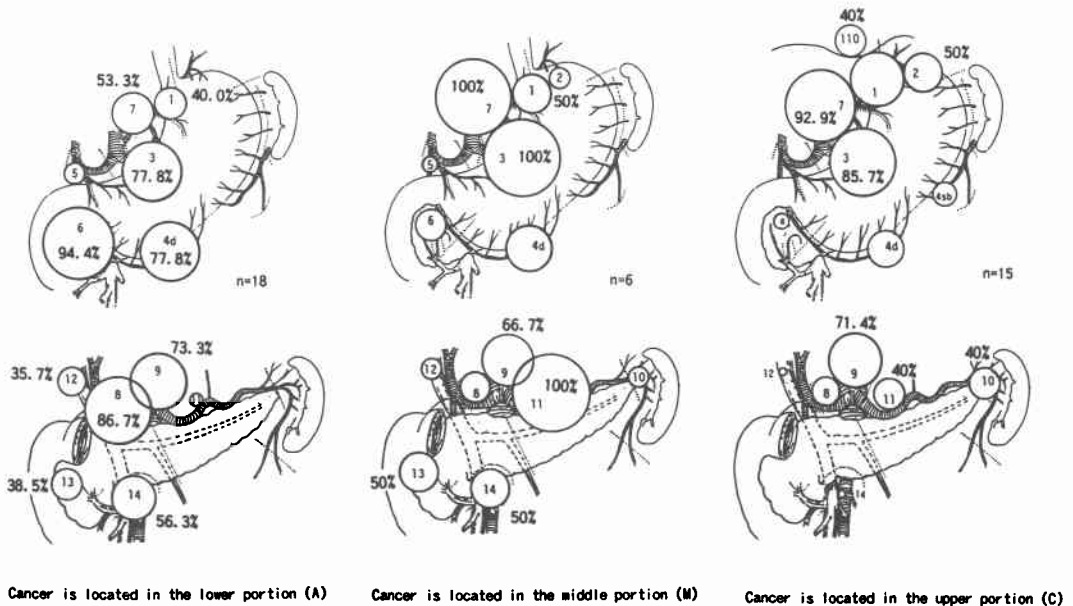 53.3% 7 1 40.0%
3 77.8%
5
6 94.4%
4d 77.8%
n=18
100% 7 1 2 50%
3 100%
5
6
4d
n=6
40% 110
50% 2
1
7 92.9%
3 85.7%
4sb
4d
n=15
73.3%
35.7% 12 9
8 86.7%
38.5% 13 14
56.3%
66.7%
12 8 9 10
100% 11
50% 13 14
50%
71.4%
12 8 9 40% 11 40% 10
14
Cancer is located in the lower portion (A)
Cancer is located in the middle portion (M)
Cancer is located in the upper portion (C)